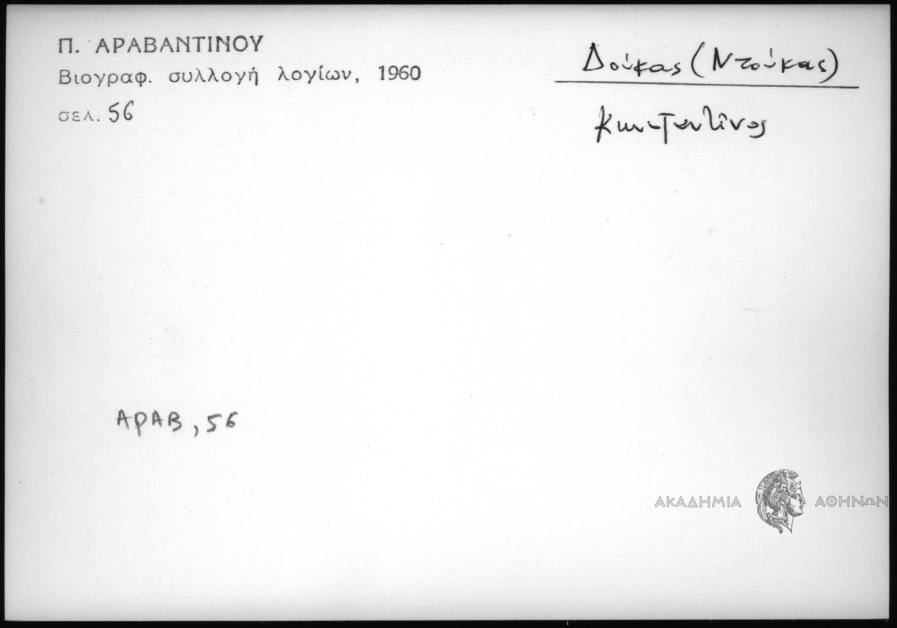 Π. ΑΡΑΒΑΝΤΙΝΟΥ
Βιογραφ. συλλογή λογίων, 1960
σελ. 56
Δούκας (Ντούκας)
Κωνσταντίνος
ΑΡΑΒ, 56
ΑΚΑΔΗΜΙΑ ΑΘΗΝΩΝ